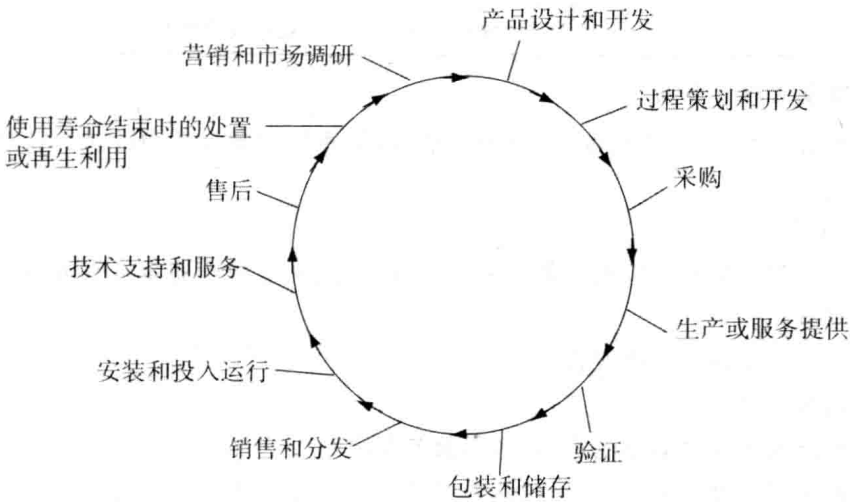 产品设计和开发
营销和市场调研
过程策划和开发
使用寿命结束时的处置
或再生利用
采购
售后
技术支持和服务
生产或服务提供
安装和投入运行
销售和分发
验证
包装和储存